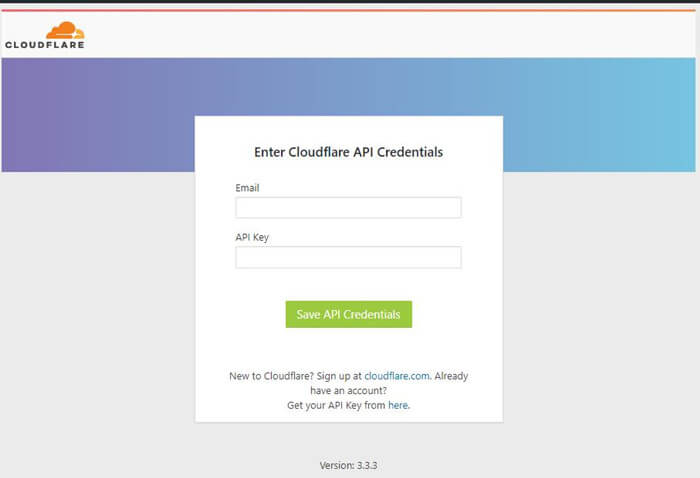 CLOUDFLARE
Enter Cloudflare API Credentials
Email
API Key
Save API Credentials
New to Cloudflare? Sign up at cloudflare.com. Already
have an account?
Get your API Key from here.
Version: 3.3.3